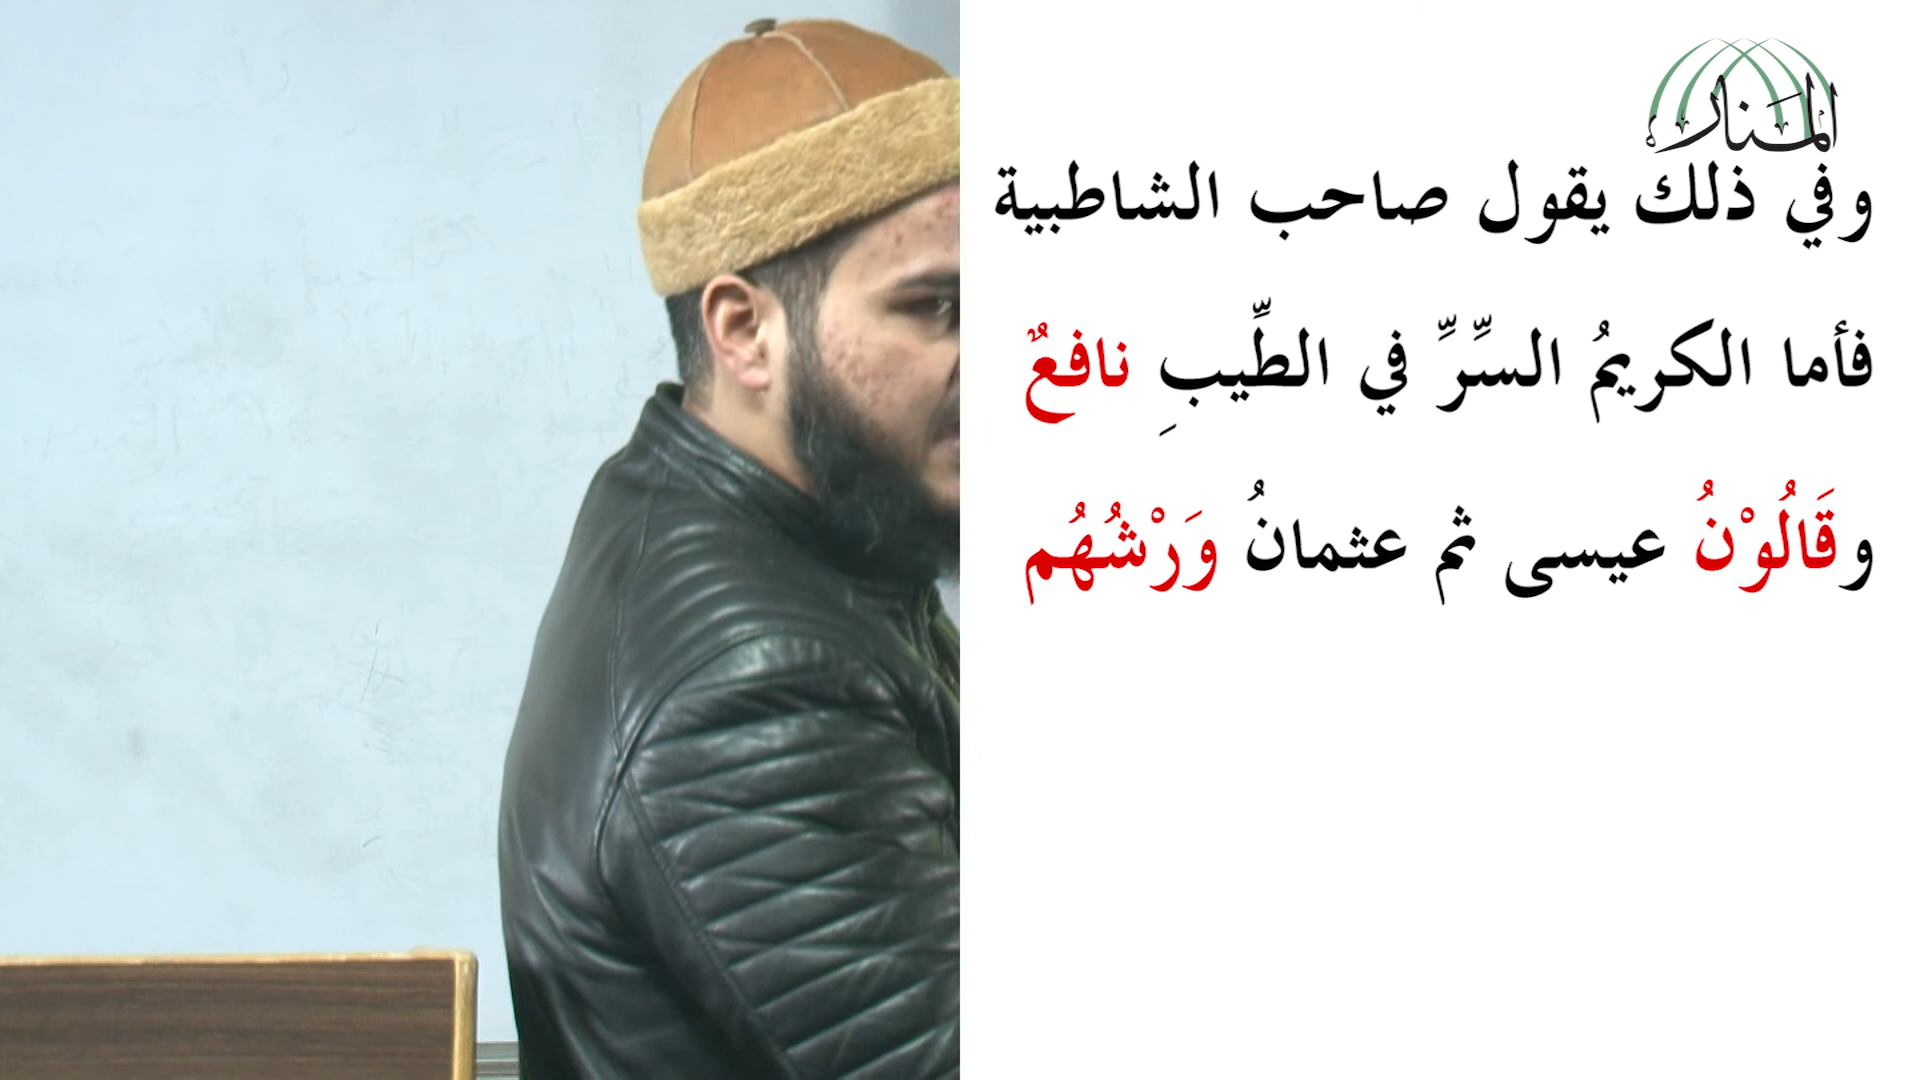 المنار
وفي ذلك يقول صاحب الشاطبية
فأما الكريمُ السِّرِّ في الطِّيبِ نافعٌ
وقَالُوْنُ عيسى ثم عثمانُ وَرْشُهُم